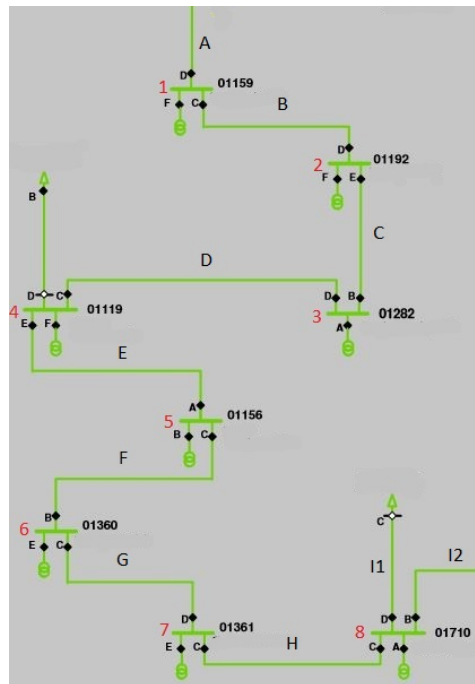 A
D
1 01159
F C
B
D
2 01192
F E
B
C
D
D C
4 01119
E F
D B
3 01282
A
E
A
5 01156
B C
F
B
6 01360
E C
G
C
I1 I2
D
7 01361
E C
H
D B
8 01710
C A